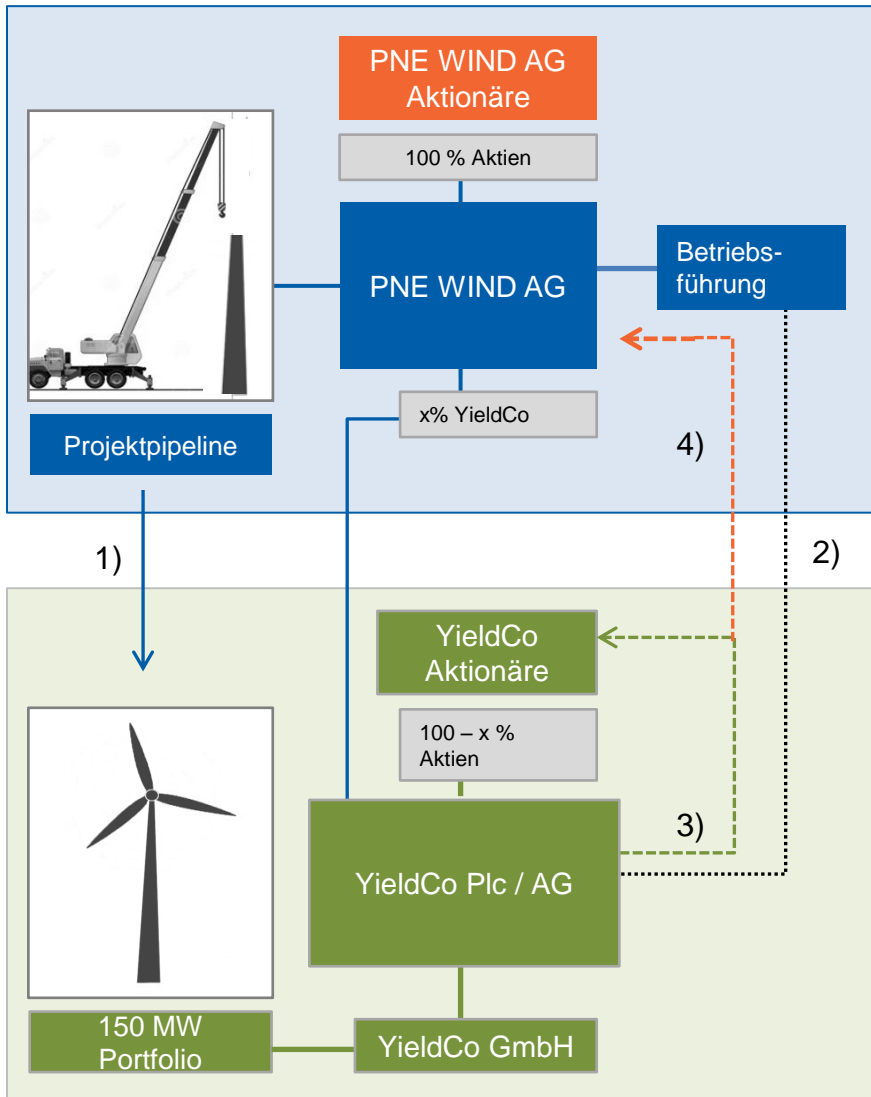 PNE WIND AG
Aktionäre
100 % Aktien
PNE WIND AG
Betriebs-
führung
x% YieldCo
Projektpipeline
4)
1)
2)
YieldCo
Aktionäre
100 – x %
Aktien
3)
YieldCo Plc / AG
150 MW
Portfolio
YieldCo GmbH